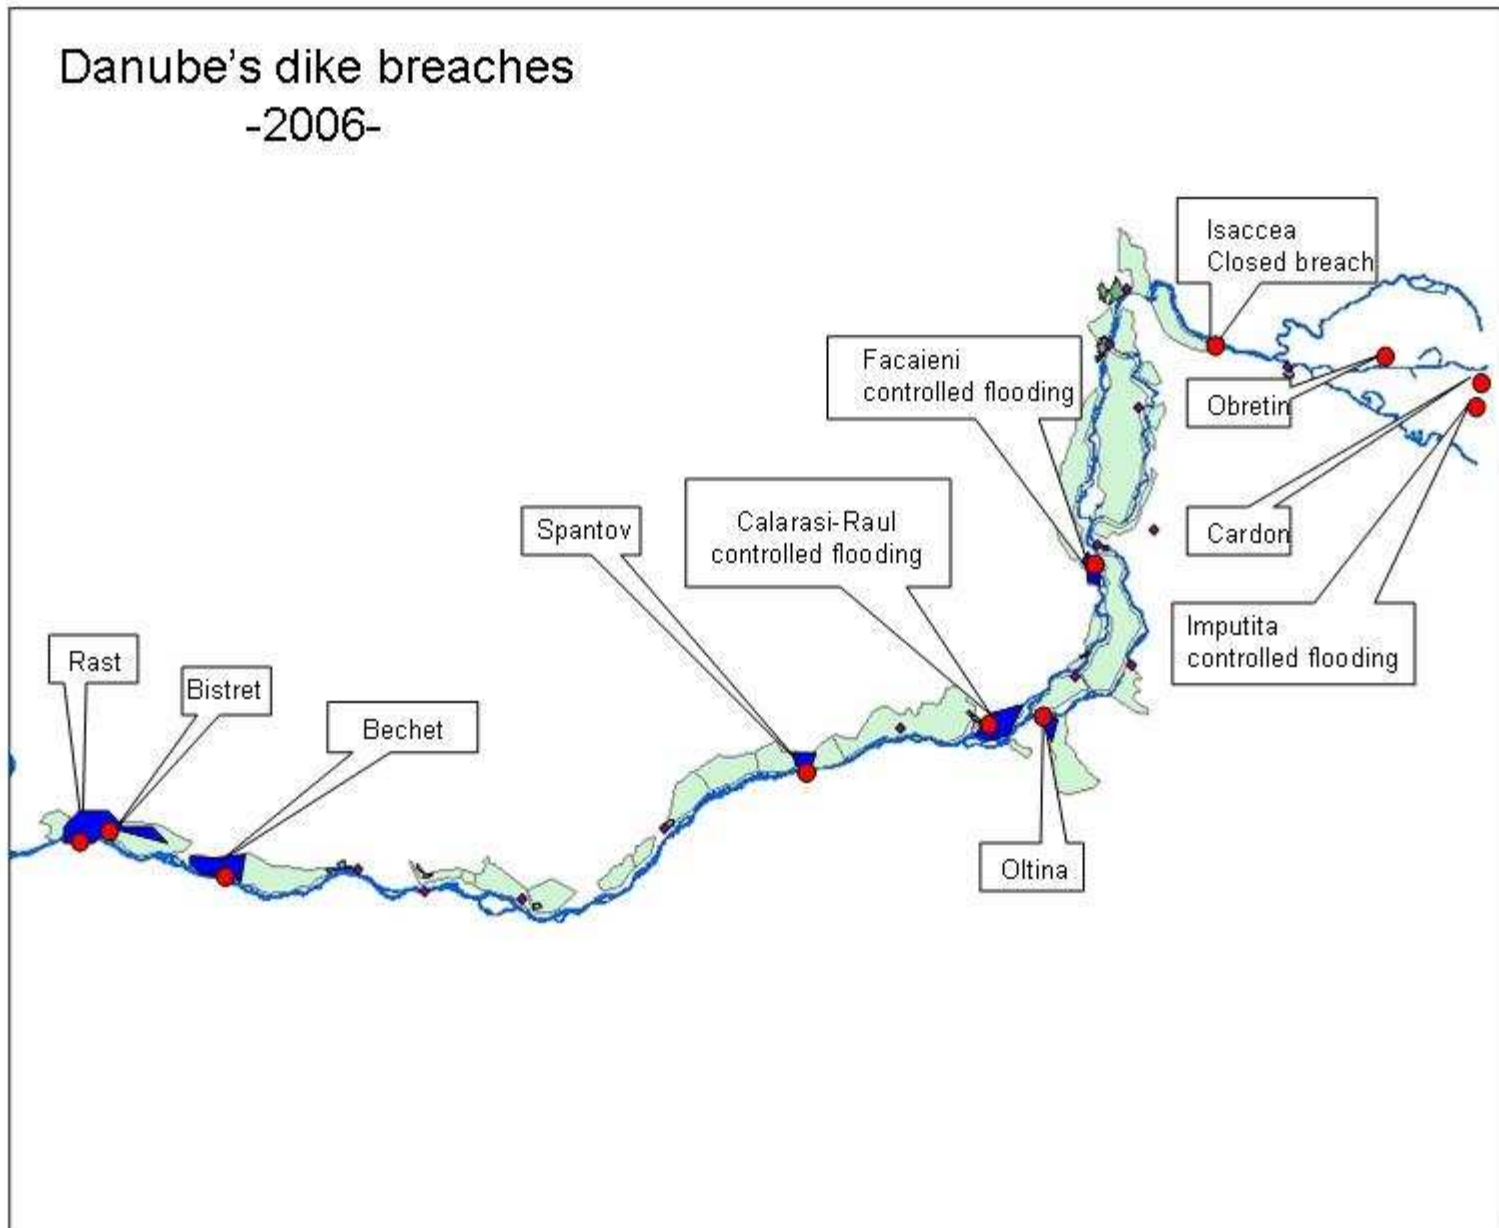 Danube's dike breaches
-2006-
Isaccea
Closed breach
Facaieni
controlled flooding
Obretin
Calarasi-Raul
controlled flooding
Spantov
Cardon
Imputita
controlled flooding
Rast
Bistret
Bechet
Oltina